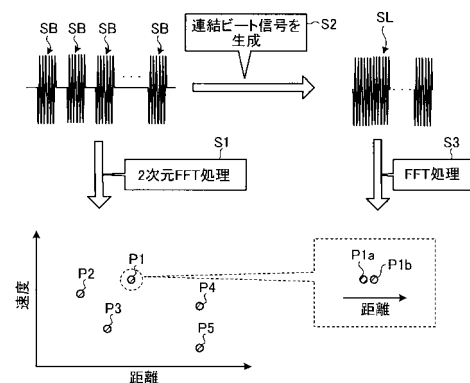 SB SB SB SB
連結ビート信号を
生成
S2
SL
S1
2次元FFT処理
S3
FFT処理
P1
P2
P3
P4
P5
速度
距離
P1a P1b
距離